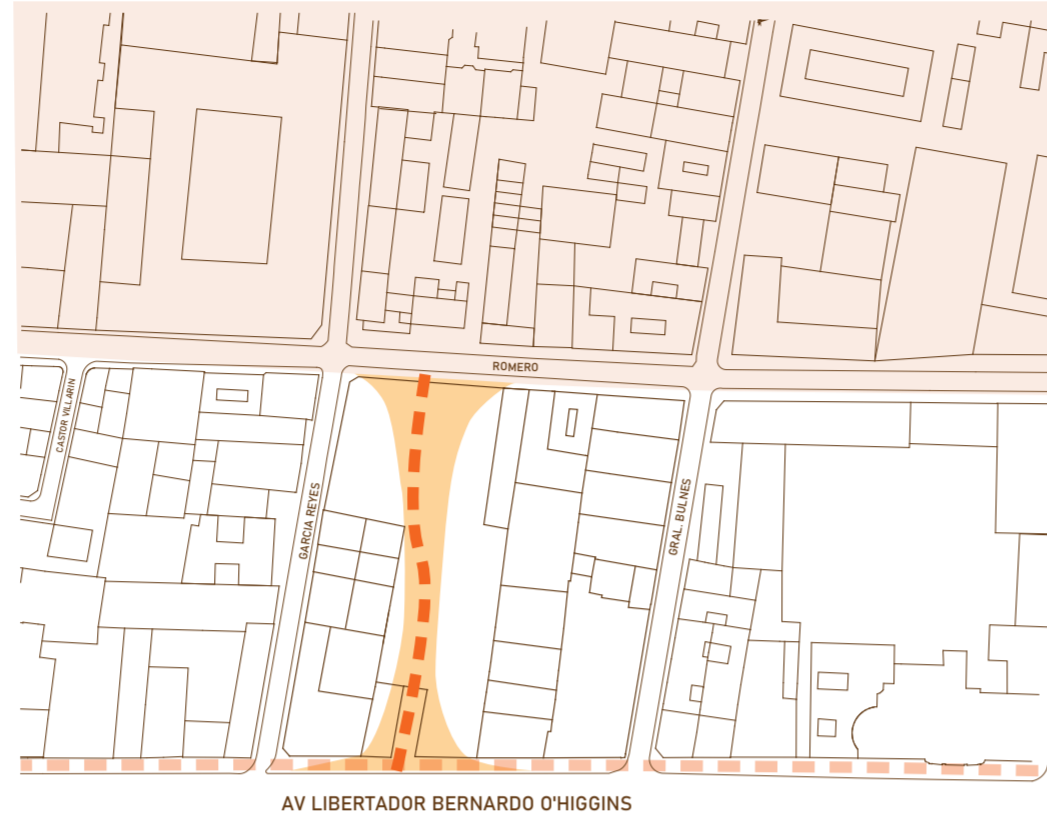 ROMERO
CASTOR VILLARIN
GARCIA REYES
GRAL. BULNES
AV LIBERTADOR BERNARDO O'HIGGINS